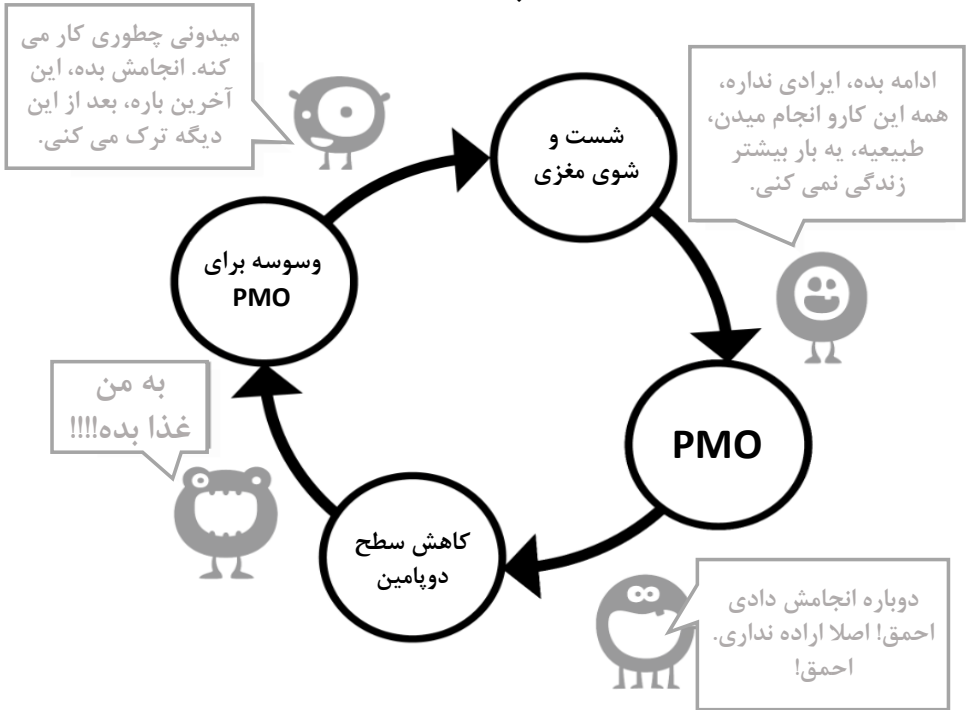 میدونی چطوری کار می
کنه. انجامش بده، این
آخرین باره، بعد از این
دیگه ترک می کنی.
شست و
شوی مغزی
ادامه بده، ایرادی نداره،
همه این کارو انجام میدن،
طبیعیه، یه بار بیشتر
زندگی نمی کنی.
وسوسه برای
PMO
به من
غذا بده!!!!
PMO
کاهش سطح
دوپامین
دوباره انجامش دادی
احمق! اصلا اراده نداری.
احمق!